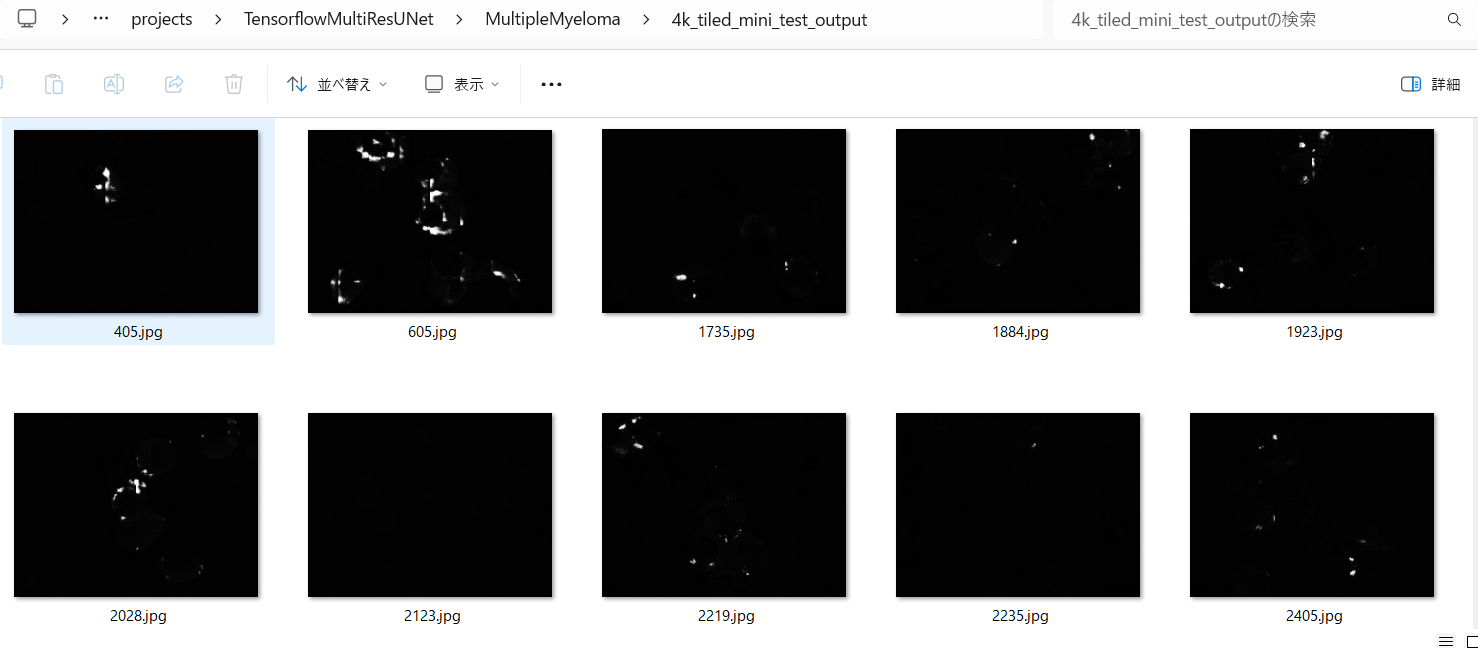 projects > TensorflowMultiResUNet > MultipleMyeloma > 4k_tiled_mini_test_output
4k_tiled_mini_test_outputの検索
並べ替え 表示 詳細
405.jpg 605.jpg 1735.jpg 1884.jpg 1923.jpg
2028.jpg 2123.jpg 2219.jpg 2235.jpg 2405.jpg